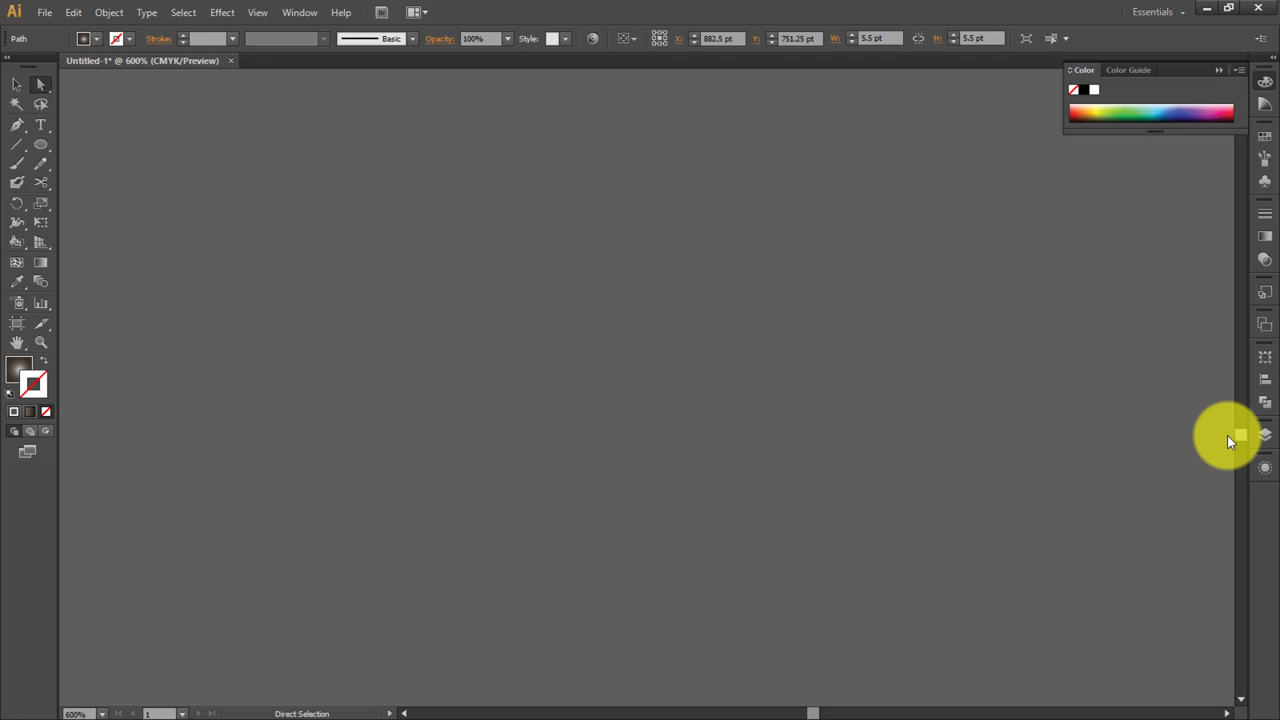 Ai File Edit Object Type Select Effect View Window Help Br Essentials
Path Stroke: Basic Opacity: 100% Style: X: 882.5 pt Y: 751.25 pt W: 5.5 pt H: 5.5 pt
Untitled-1* @ 600% (CMYK/Preview)
Color Color Guide
T
600% 1 Direct Selection